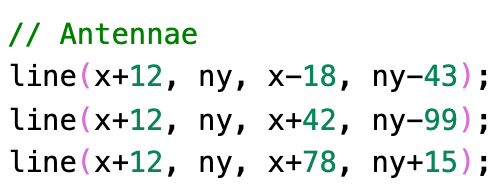 // Antennae
line(x+12, ny, x-18, ny-43);
line(x+12, ny, x+42, ny-99);
line(x+12, ny, x+78, ny+15);